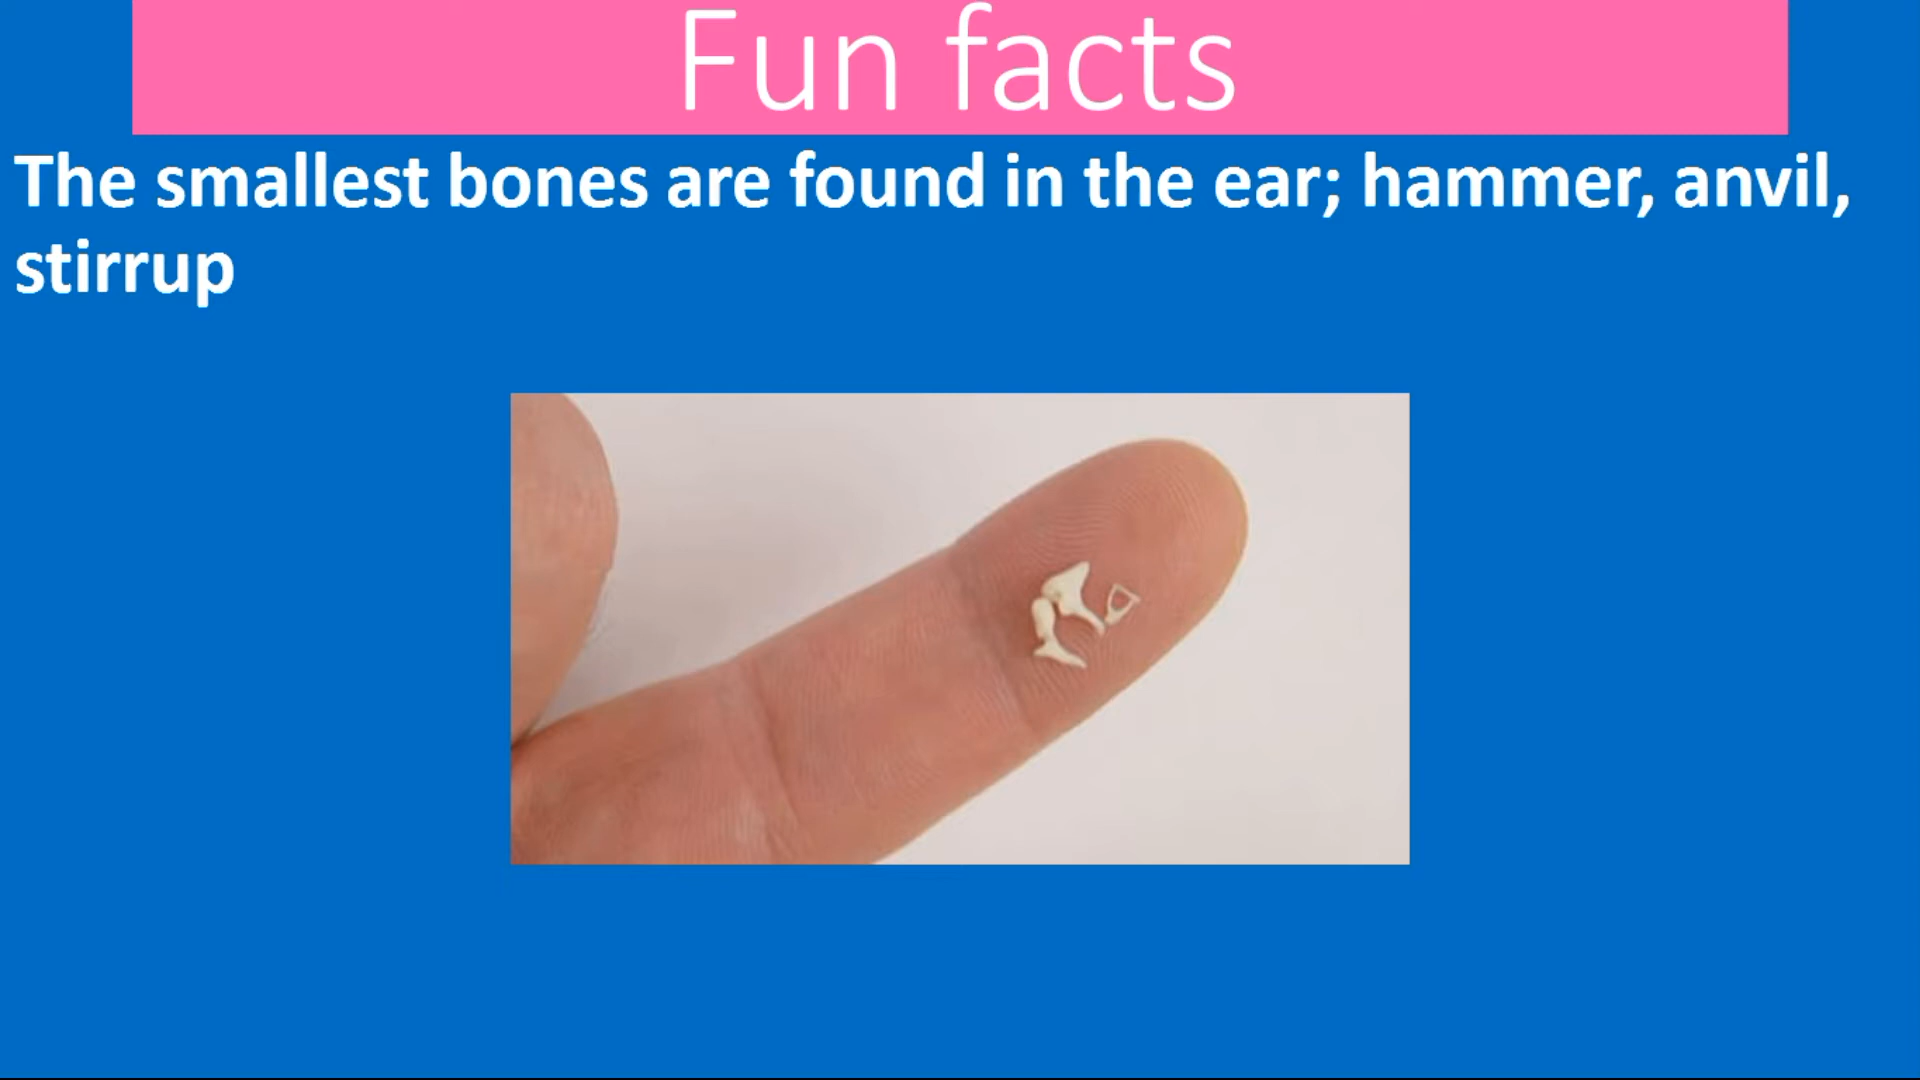 Fun facts
The smallest bones are found in the ear; hammer, anvil,
stirrup